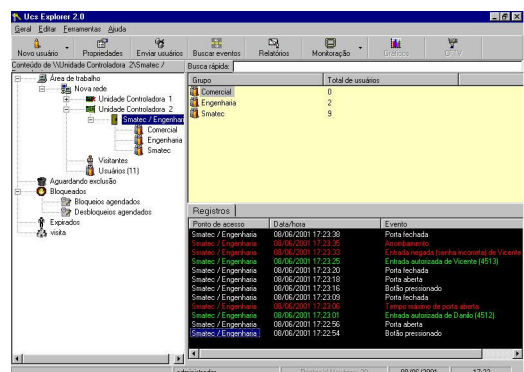 Ucs Explorer 2.0
Geral Editar Ferramentas Ajuda
Novo usuário Propriedades Enviar usuários Buscar eventos Relatórios Monitoração Gráficos CFTV
Conteúdo de \\Unidade Controladora 2\Smatec / Busca rápida:
Área de trabalho
Nova rede
Unidade Controladora 1
Unidade Controladora 2
Smatec / Engenhari
Comercial
Engenharia
Smatec
Visitantes
Usuários (11)
Aguardando exclusão
Bloqueados
Bloqueios agendados
Desbloqueios agendados
Expirados
visita
Grupo Total de usuários
Comercial 0
Engenharia 2
Smatec 9
Registros
Ponto de acesso Data/hora Evento
Smatec / Engenharia 08/06/2001 17:23:38 Porta fechada
Smatec / Engenharia 08/06/2001 17:23:35 Arrombamento
Smatec / Engenharia 08/06/2001 17:23:33 Entrada negada (senha incorreta) de Vicente
Smatec / Engenharia 08/06/2001 17:23:25 Entrada autorizada de Vicente (4513)
Smatec / Engenharia 08/06/2001 17:23:20 Porta fechada
Smatec / Engenharia 08/06/2001 17:23:18 Porta aberta
Smatec / Engenharia 08/06/2001 17:23:16 Botão pressionado
Smatec / Engenharia 08/06/2001 17:23:09 Porta fechada
Smatec / Engenharia 08/06/2001 17:23:06 Tempo máximo de porta aberta
Smatec / Engenharia 08/06/2001 17:23:01 Entrada autorizada de Danilo (4512)
Smatec / Engenharia 08/06/2001 17:22:56 Porta aberta
Smatec / Engenharia 08/06/2001 17:22:54 Botão pressionado
08/06/2001 17:23